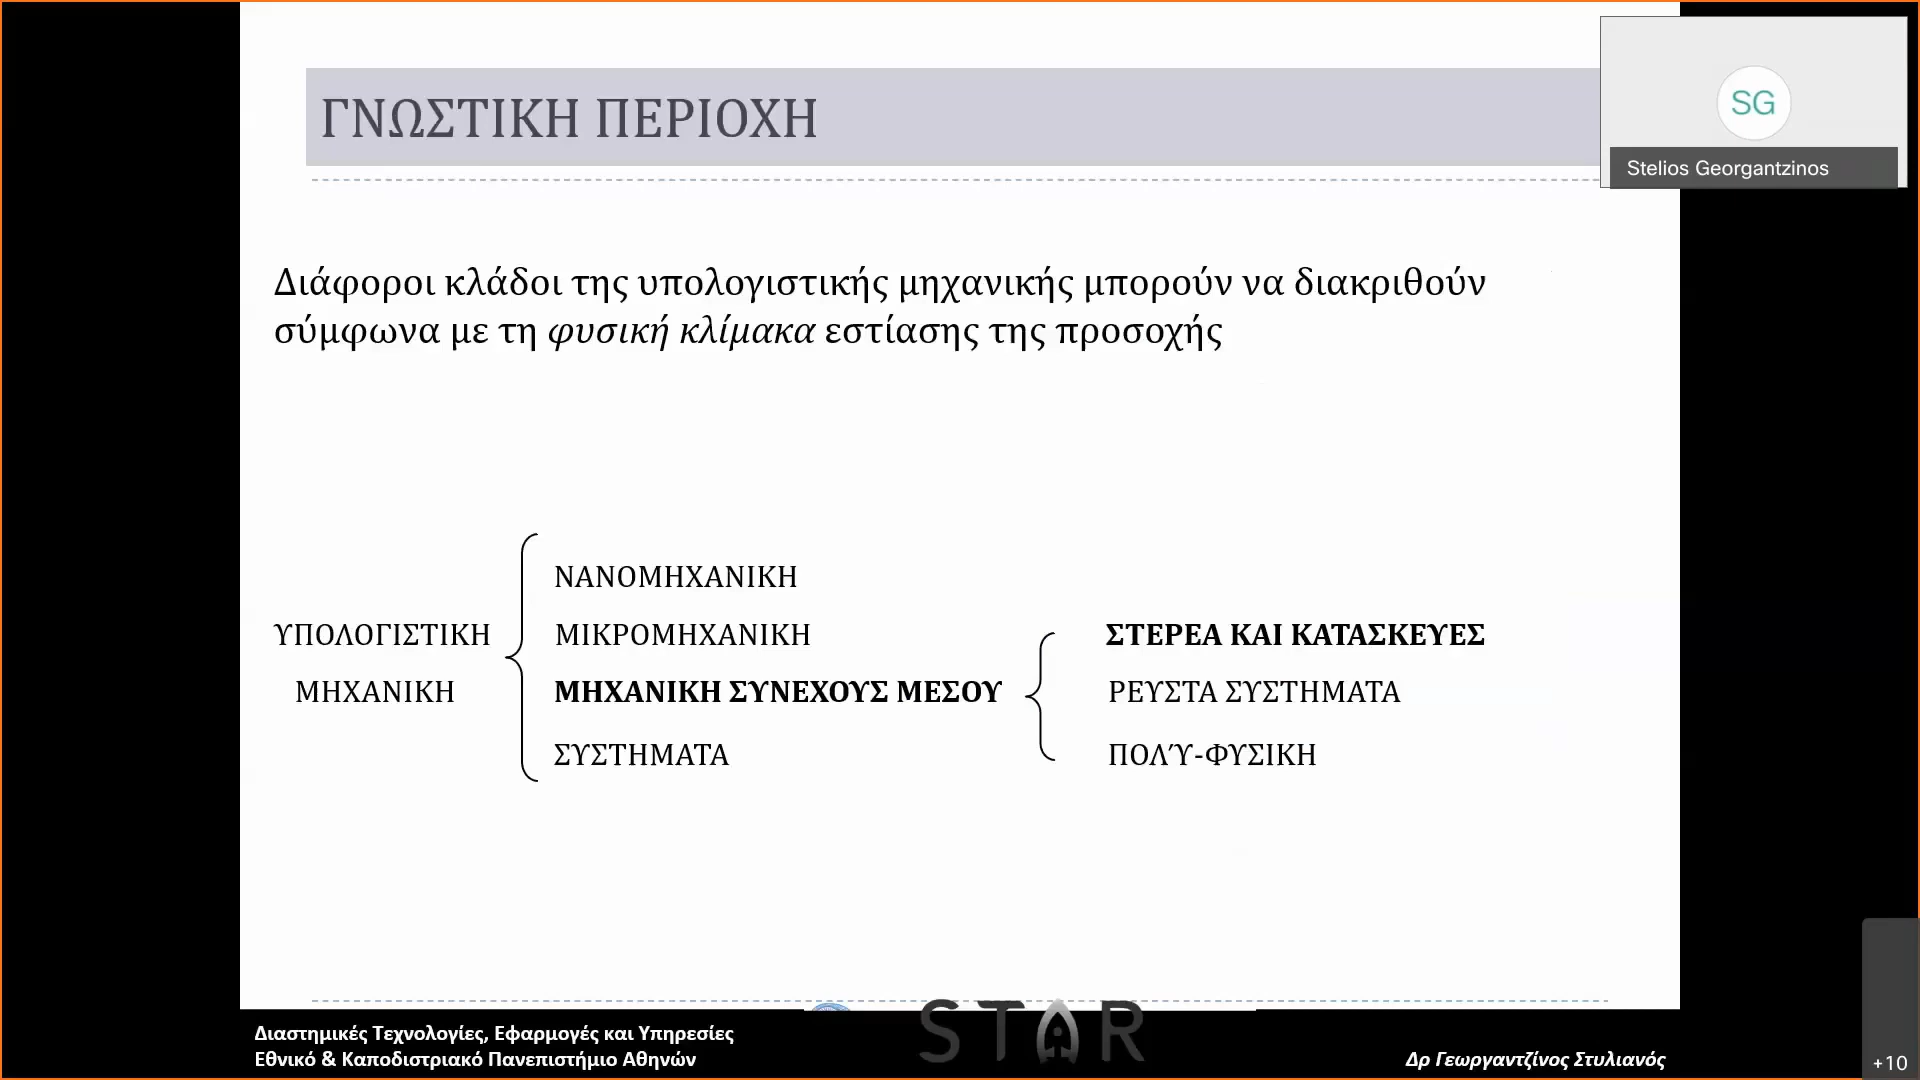 ΓΝΩΣΤΙΚΗ ΠΕΡΙΟΧΗ
SG
Stelios Georgantzinos
Διάφοροι κλάδοι της υπολογιστικής μηχανικής μπορούν να διακριθούν
σύμφωνα με τη φυσική κλίμακα εστίασης της προσοχής
ΥΠΟΛΟΓΙΣΤΙΚΗ
ΜΗΧΑΝΙΚΗ
ΝΑΝΟΜΗΧΑΝΙΚΗ
ΜΙΚΡΟΜΗΧΑΝΙΚΗ
ΜΗΧΑΝΙΚΗ ΣΥΝΕΧΟΥΣ ΜΕΣΟΥ
ΣΥΣΤΗΜΑΤΑ
ΣΤΕΡΕΑ ΚΑΙ ΚΑΤΑΣΚΕΥΕΣ
ΡΕΥΣΤΑ ΣΥΣΤΗΜΑΤΑ
ΠΟΛΎ-ΦΥΣΙΚΗ
Διαστημικές Τεχνολογίες, Εφαρμογές και Υπηρεσίες
Εθνικό & Καποδιστριακό Πανεπιστήμιο Αθηνών
STAR
Δρ Γεωργαντζίνος Στυλιανός
+10